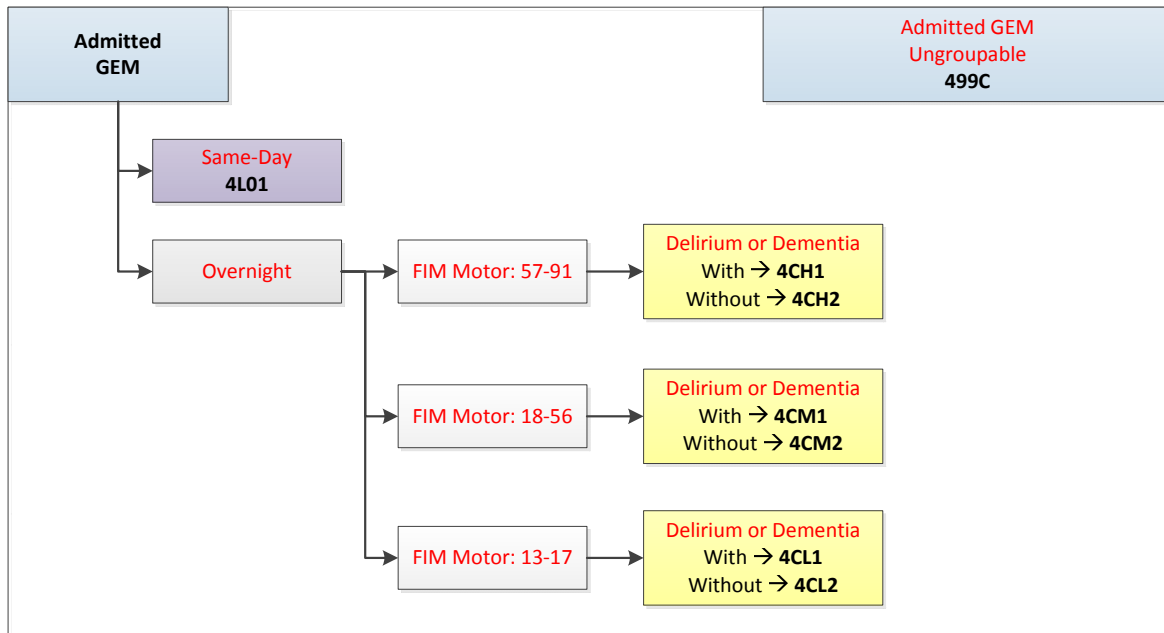 Admitted
GEM
Admitted GEM
Ungroupable
499C
Same-Day
4L01
Overnight
FIM Motor: 57-91
Delirium or Dementia
With → 4CH1
Without → 4CH2
FIM Motor: 18-56
Delirium or Dementia
With → 4CM1
Without → 4CM2
FIM Motor: 13-17
Delirium or Dementia
With → 4CL1
Without → 4CL2